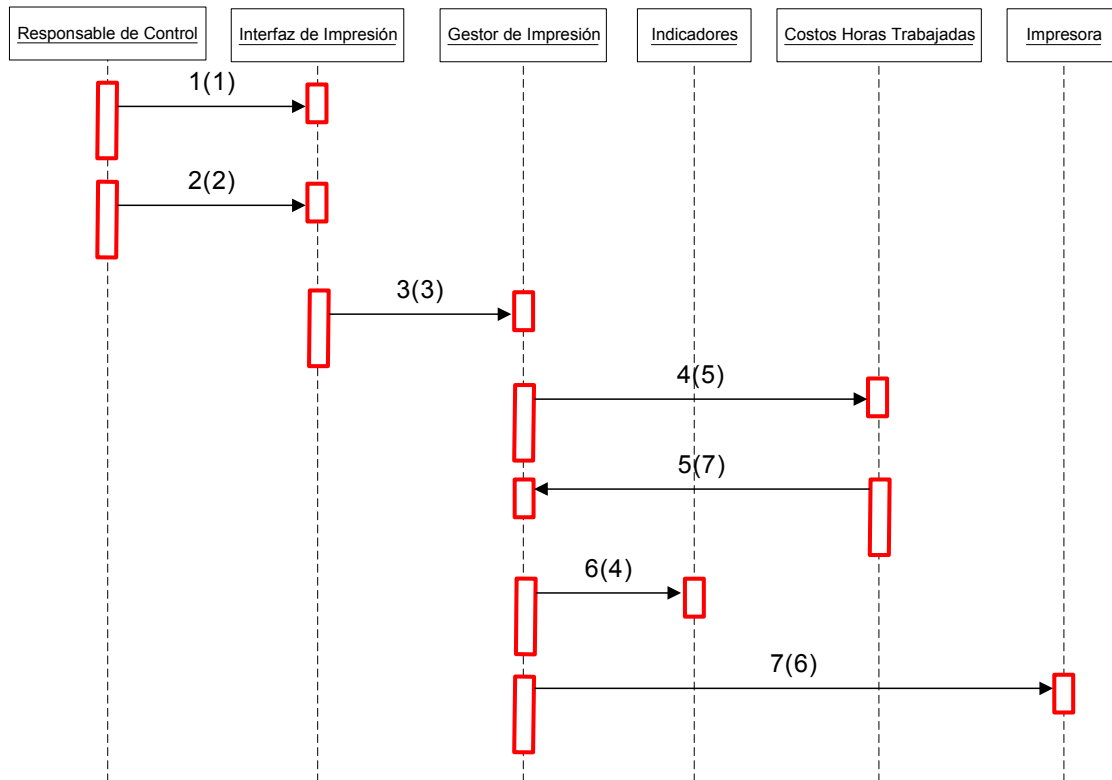 Responsable de Control
Interfaz de Impresión
Gestor de Impresión
Indicadores
Costos Horas Trabajadas
Impresora
1(1)
2(2)
3(3)
4(5)
5(7)
6(4)
7(6)